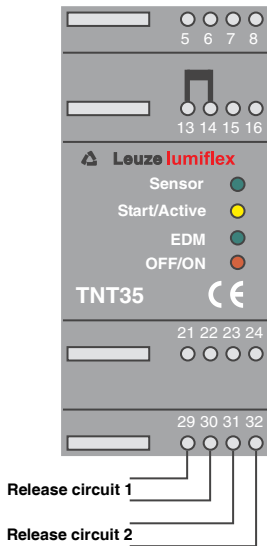 5 6 7 8
13 14 15 16
Leuze lumiflex
Sensor
Start/Active
EDM
OFF/ON
TNT35 CE
21 22 23 24
29 30 31 32
Release circuit 1
Release circuit 2